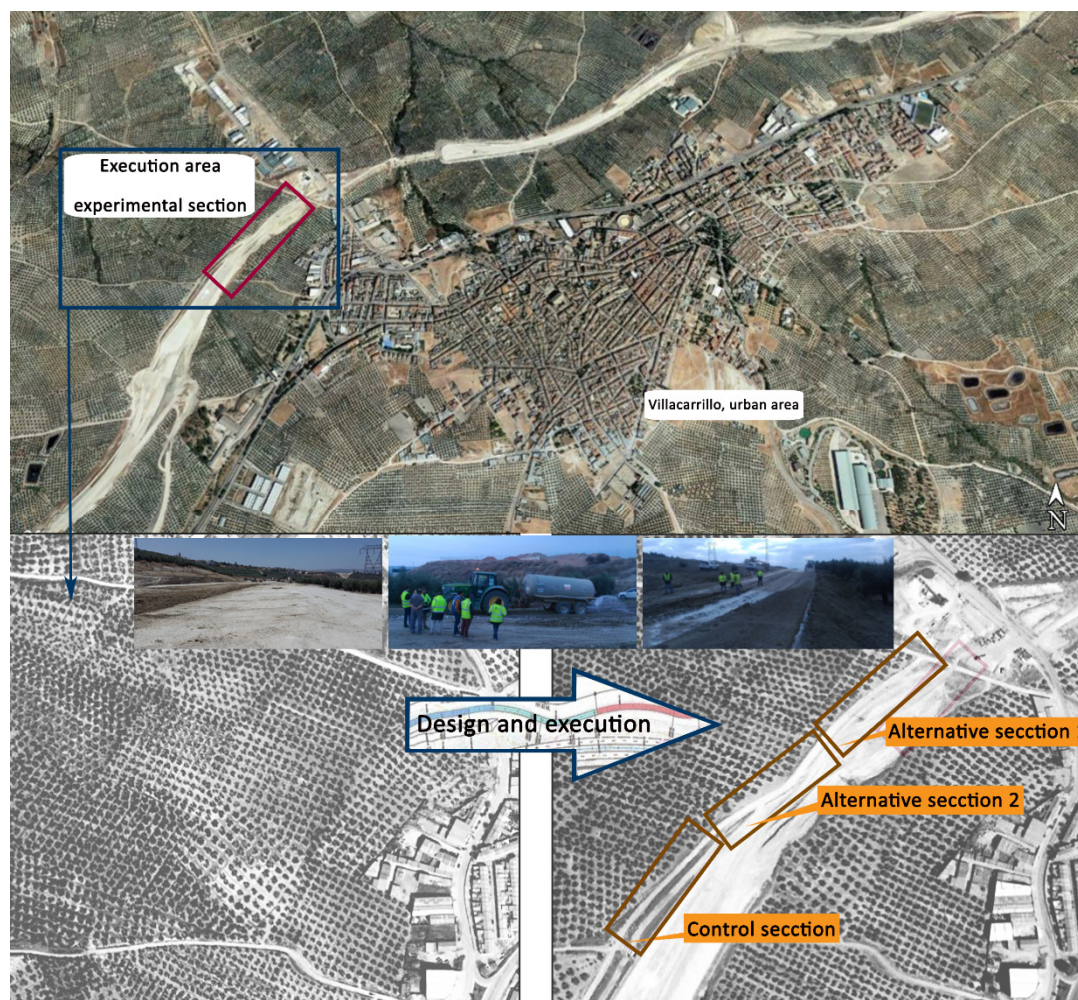 Execution area
experimental section
Villacarrillo, urban area
N
Design and execution
Alternative secction
Alternative secction 2
Control secction